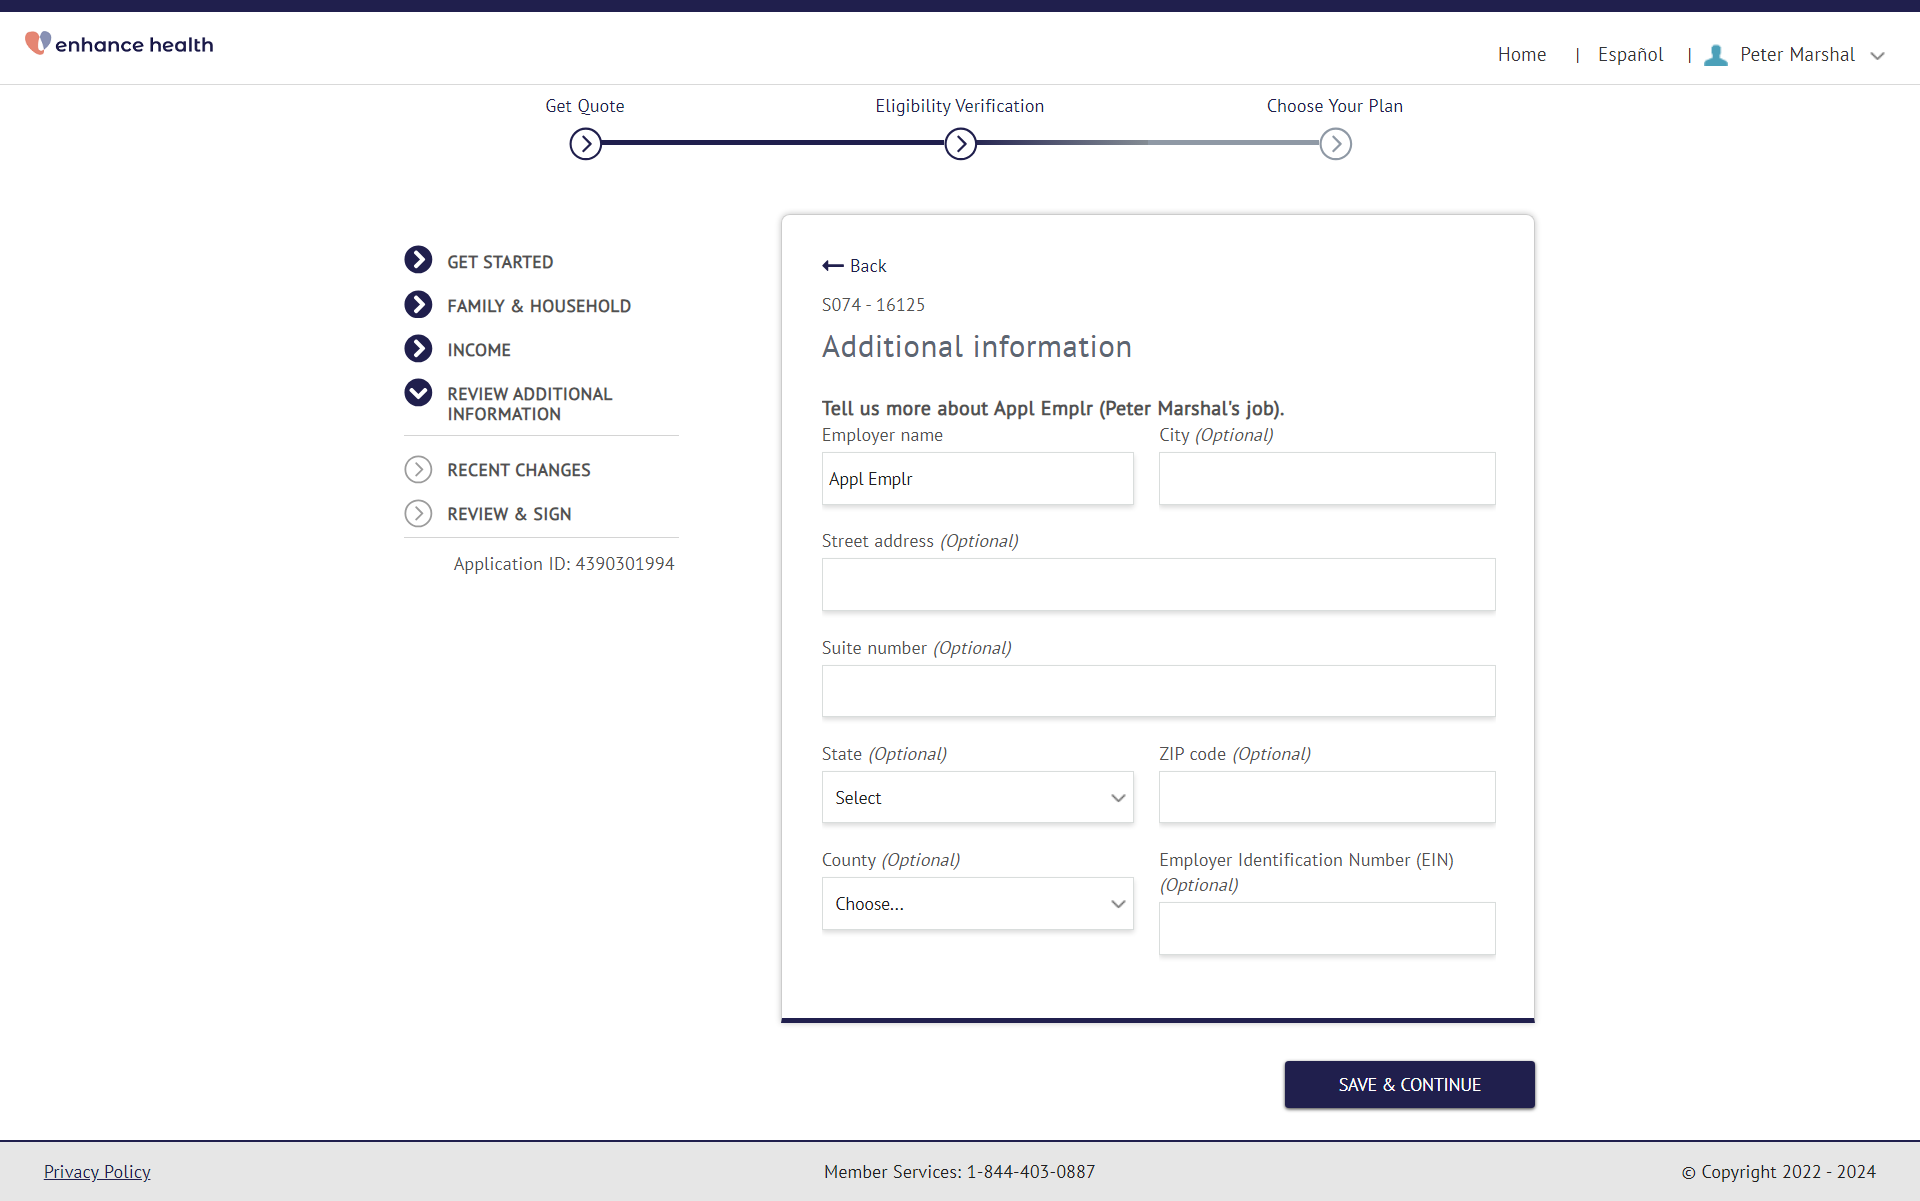 enhance health
Home | Español | Peter Marshal
Get Quote
Eligibility Verification
Choose Your Plan
GET STARTED
FAMILY & HOUSEHOLD
INCOME
REVIEW ADDITIONAL
INFORMATION
RECENT CHANGES
REVIEW & SIGN
Application ID: 4390301994
Back
S074 - 16125
Additional information
Tell us more about Appl Emplr (Peter Marshal's job).
Employer name
Appl Emplr
City (Optional)
Street address (Optional)
Suite number (Optional)
State (Optional)
Select
ZIP code (Optional)
County (Optional)
Choose...
Employer Identification Number (EIN)
(Optional)
SAVE & CONTINUE
Privacy Policy
Member Services: 1-844-403-0887
© Copyright 2022 - 2024